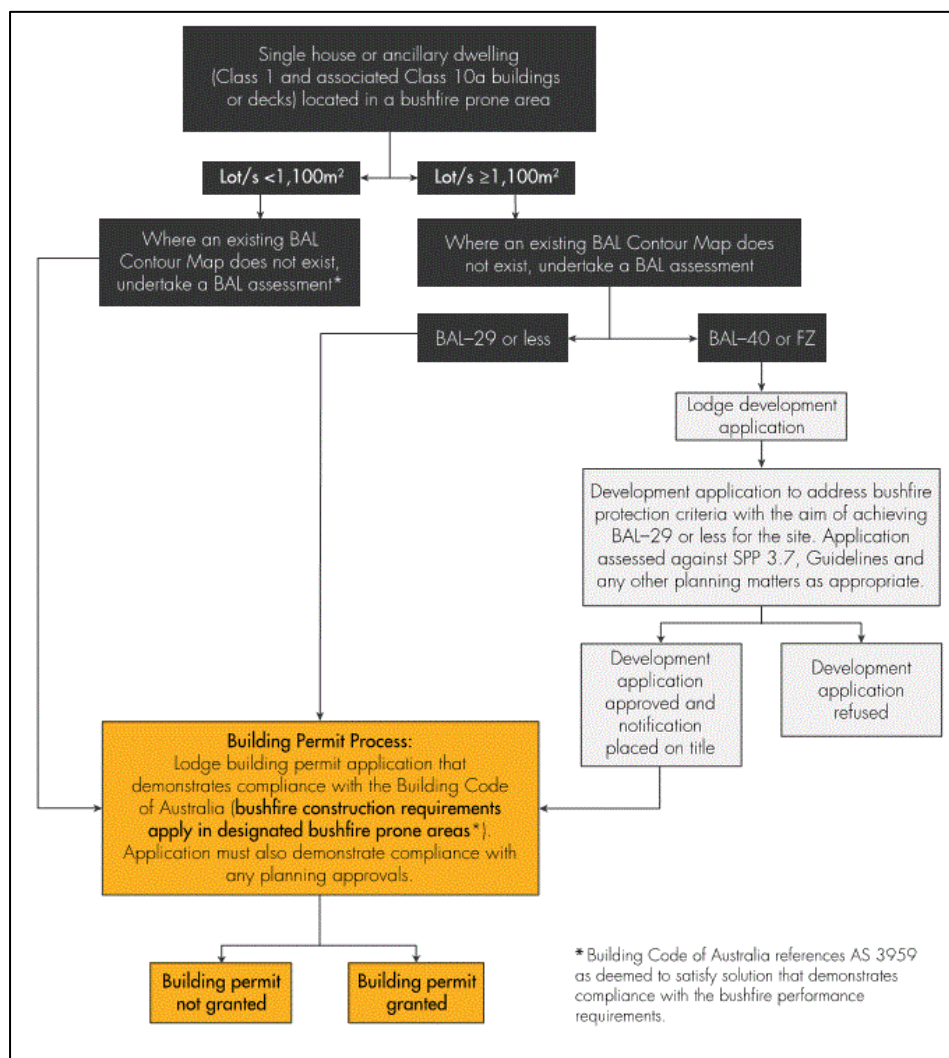 Single house or ancillary dwelling
(Class 1 and associated Class 10a buildings
or decks) located in a bushfire prone area
Lot/s <1,100m²
Lot/s ≥1,100m²
Where an existing BAL
Contour Map does not exist,
undertake a BAL assessment*
Where an existing BAL Contour Map does
not exist, undertake a BAL assessment
BAL–29 or less
BAL–40 or FZ
Lodge development
application
Development application to address bushfire
protection criteria with the aim of achieving
BAL–29 or less for the site. Application
assessed against SPP 3.7, Guidelines and
any other planning matters as appropriate.
Development
application
approved and
notification
placed on title
Development
application
refused
Building Permit Process:
Lodge building permit application that
demonstrates compliance with the Building Code
of Australia (bushfire construction requirements
apply in designated bushfire prone areas*).
Application must also demonstrate compliance with
any planning approvals.
Building permit
not granted
Building permit
granted
* Building Code of Australia references AS 3959
as deemed to satisfy solution that demonstrates
compliance with the bushfire performance
requirements.